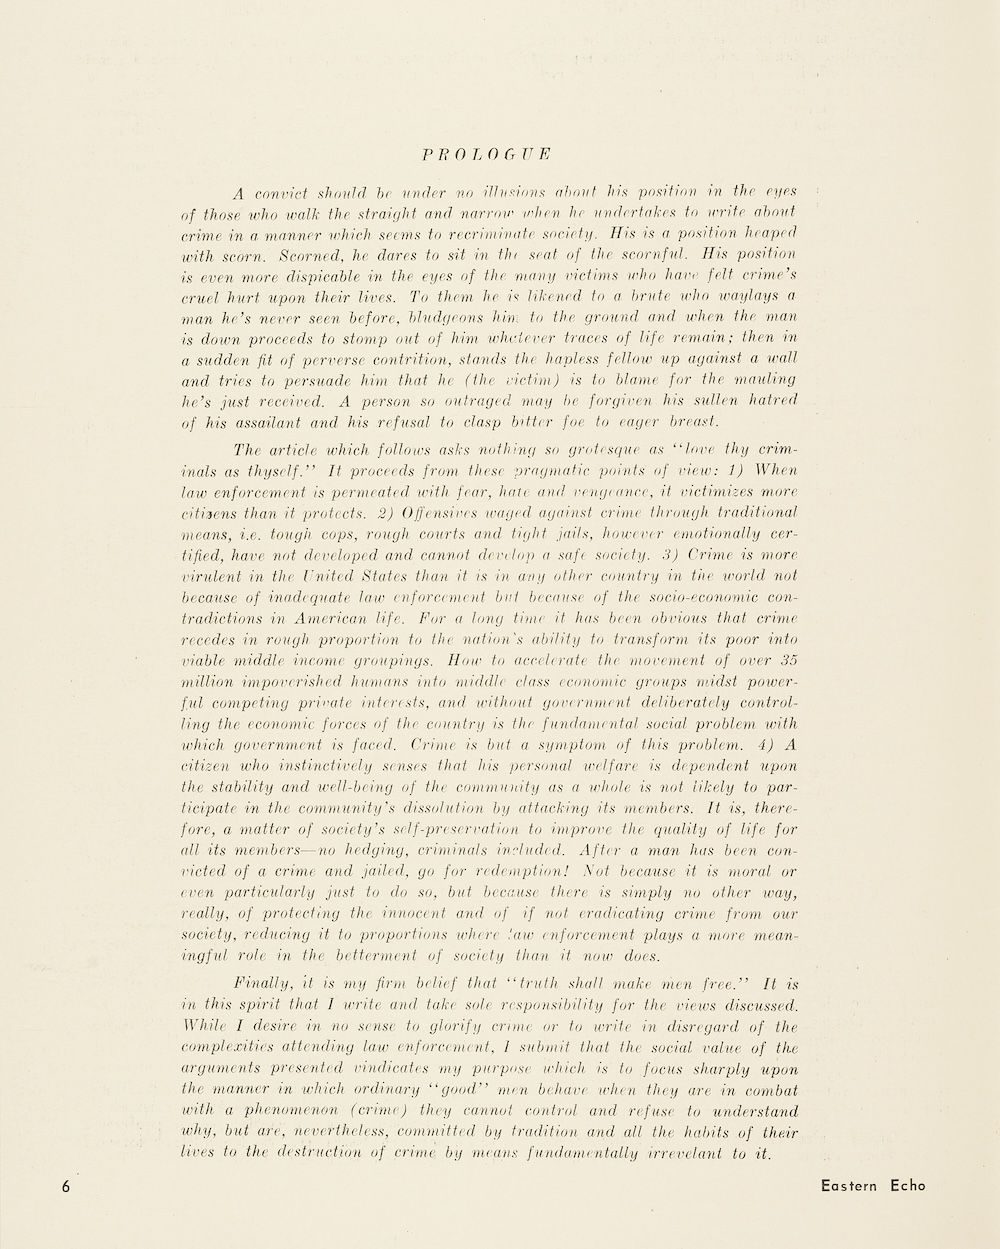 PROLOGUE
A convict should be under no illusions about his position in the eyes
of those who walk the straight and narrow when he undertakes to write about
crime in a manner which seems to recriminate society. His is a position heaped
with scorn. Scorned, he dares to sit in the seat of the scornful. His position
is even more dispicable in the eyes of the many victims who have felt crime's
cruel hurt upon their lives. To them he is likened to a brute who waylays a
man he's never seen before, bludgeons him to the ground and when the man
is down proceeds to stomp out of him whatever traces of life remain; then in
a sudden fit of perverse contrition, stands the hapless fellow up against a wall
and tries to persuade him that he (the victim) is to blame for the mauling
he's just received. A person so outraged may be forgiven his sullen hatred
of his assailant and his refusal to clasp bitter foe to eager breast.
The article which follows asks nothing so grotesque as "love thy crim-
inals as thyself." It proceeds from these pragmatic points of view: 1) When
law enforcement is permeated with fear, hate and vengeance, it victimizes more
citizens than it protects. 2) Offensives waged against crime through traditional
means, i.e. tough cops, rough courts and tight jails, however emotionally cer-
tified, have not developed and cannot develop a safe society. 3) Crime is more
virulent in the United States than it is in any other country in the world not
because of inadequate law enforcement but because of the socio-economic con-
tradictions in American life. For a long time it has been obvious that crime
recedes in rough proportion to the nation's ability to transform its poor into
viable middle income groupings. How to accelerate the movement of over 35
million impoverished humans into middle class economic groups midst power-
ful competing private interests, and without government deliberately control-
ling the economic forces of the country is the fundamental social problem with
which government is faced. Crime is but a symptom of this problem. 4) A
citizen who instinctively senses that his personal welfare is dependent upon
the stability and well-being of the community as a whole is not likely to par-
ticipate in the community's dissolution by attacking its members. It is, there-
fore, a matter of society's self-preservation to improve the quality of life for
all its members—no hedging, criminals included. After a man has been con-
victed of a crime and jailed, go for redemption! Not because it is moral or
even particularly just to do so, but because there is simply no other way,
really, of protecting the innocent and of if not eradicating crime from our
society, reducing it to proportions where law enforcement plays a more mean-
ingful role in the betterment of society than it now does.
Finally, it is my firm belief that "truth shall make men free." It is
in this spirit that I write and take sole responsibility for the views discussed.
While I desire in no sense to glorify crime or to write in disregard of the
complexities attending law enforcement, I submit that the social value of the
arguments presented vindicates my purpose which is to focus sharply upon
the manner in which ordinary "good" men behave when they are in combat
with a phenomenon (crime) they cannot control and refuse to understand
why, but are, nevertheless, committed by tradition and all the habits of their
lives to the destruction of crime by means fundamentally irrevelant to it.
6
Eastern Echo